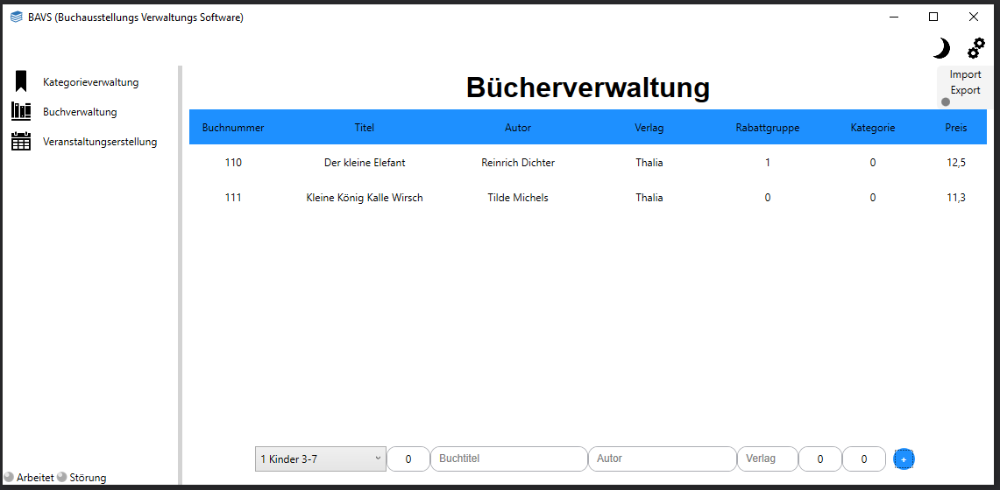 BAVS (Buchausstellungs Verwaltungs Software)
Kategorieverwaltung
Buchverwaltung
Veranstaltungserstellung
Bücherverwaltung
Import
Export
Buchnummer Titel Autor Verlag Rabattgruppe Kategorie Preis
110 Der kleine Elefant Reinrich Dichter Thalia 1 0 12,5
111 Kleine König Kalle Wirsch Tilde Michels Thalia 0 0 11,3
1 Kinder 3-7 0 Buchtitel Autor Verlag 0 0 +
Arbeitet Störung